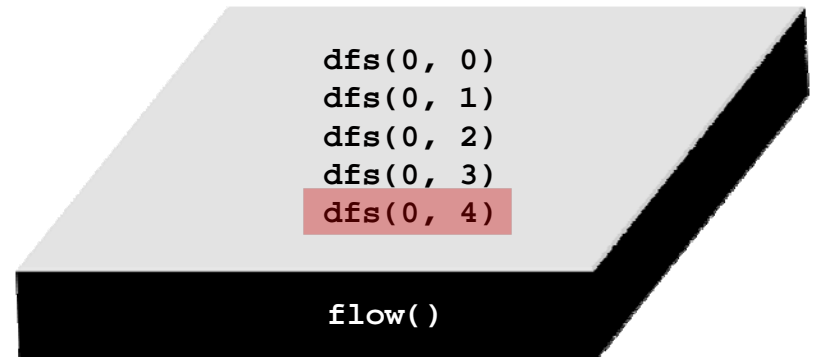 dfs(0, 0)
dfs(0, 1)
dfs(0, 2)
dfs(0, 3)
dfs(0, 4)
flow()